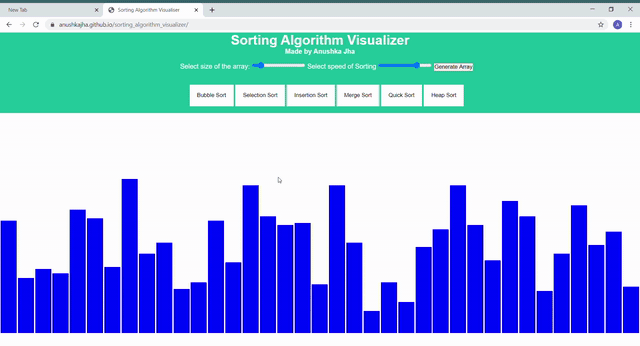 New Tab
Sorting Algorithm Visualiser
anushkajha.github.io/sorting_algorithm_visualizer/
A
Sorting Algorithm Visualizer
Made by Anushka Jha
Select size of the array: Select speed of Sorting Generate Array
Bubble Sort Selection Sort Insertion Sort Merge Sort Quick Sort Heap Sort